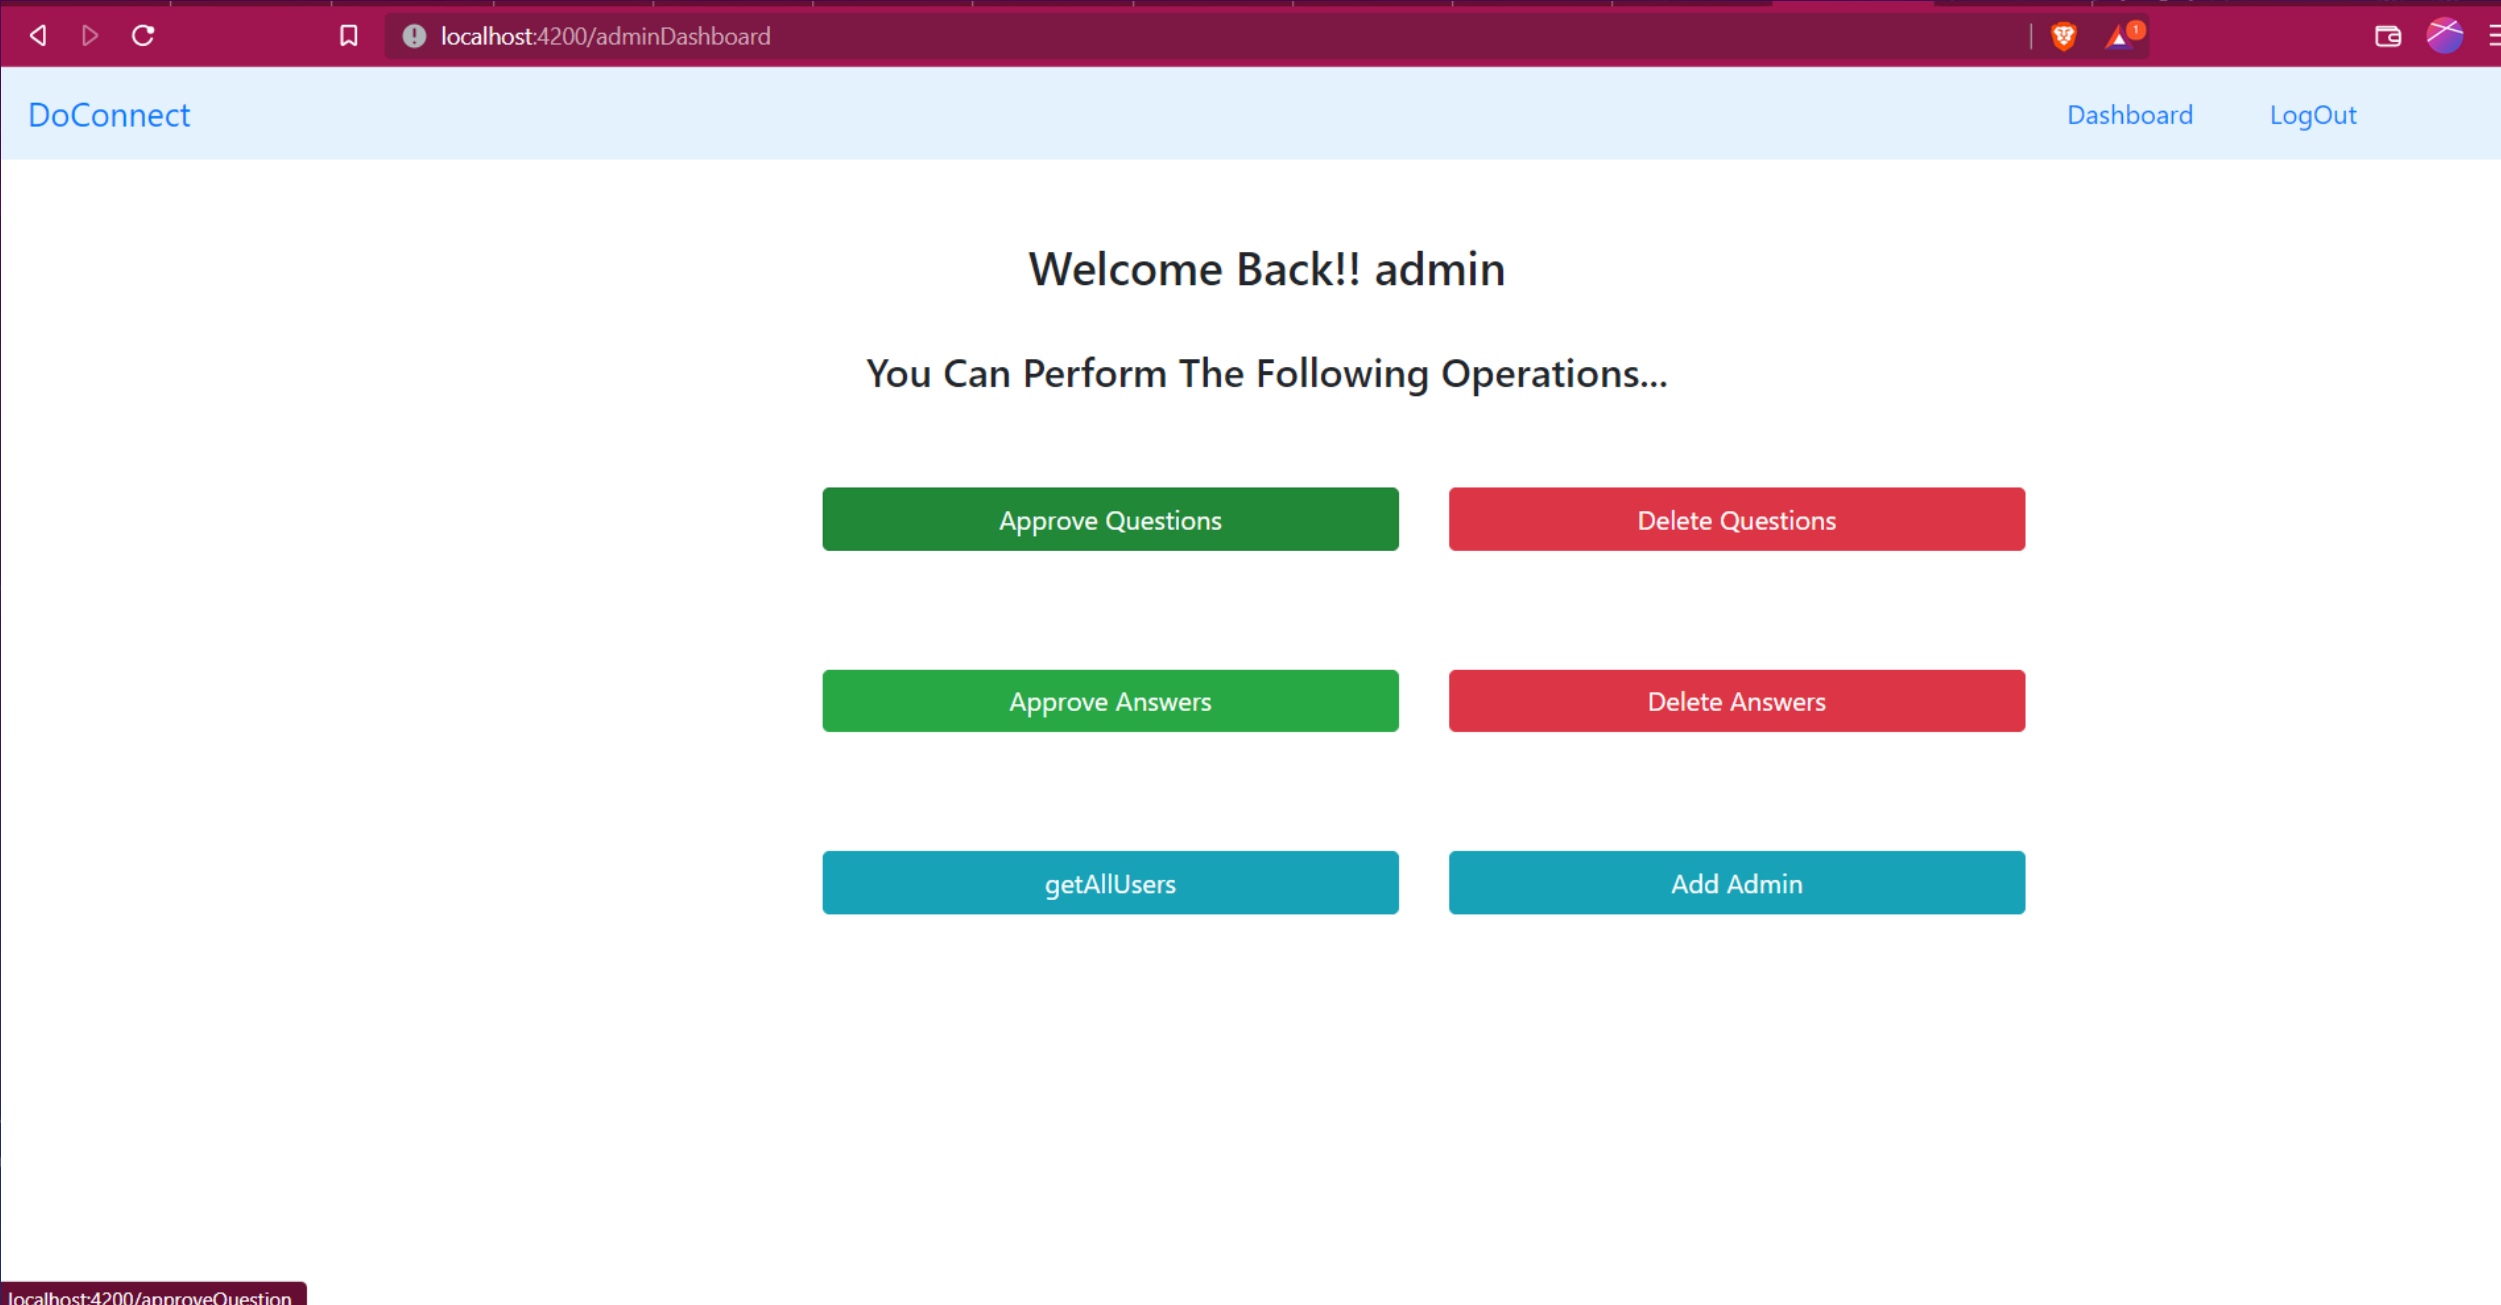 localhost:4200/adminDashboard
1
DoConnect
Dashboard
LogOut
Welcome Back!! admin
You Can Perform The Following Operations...
Approve Questions
Delete Questions
Approve Answers
Delete Answers
getAllUsers
Add Admin
localhost:4200/approveQuestion